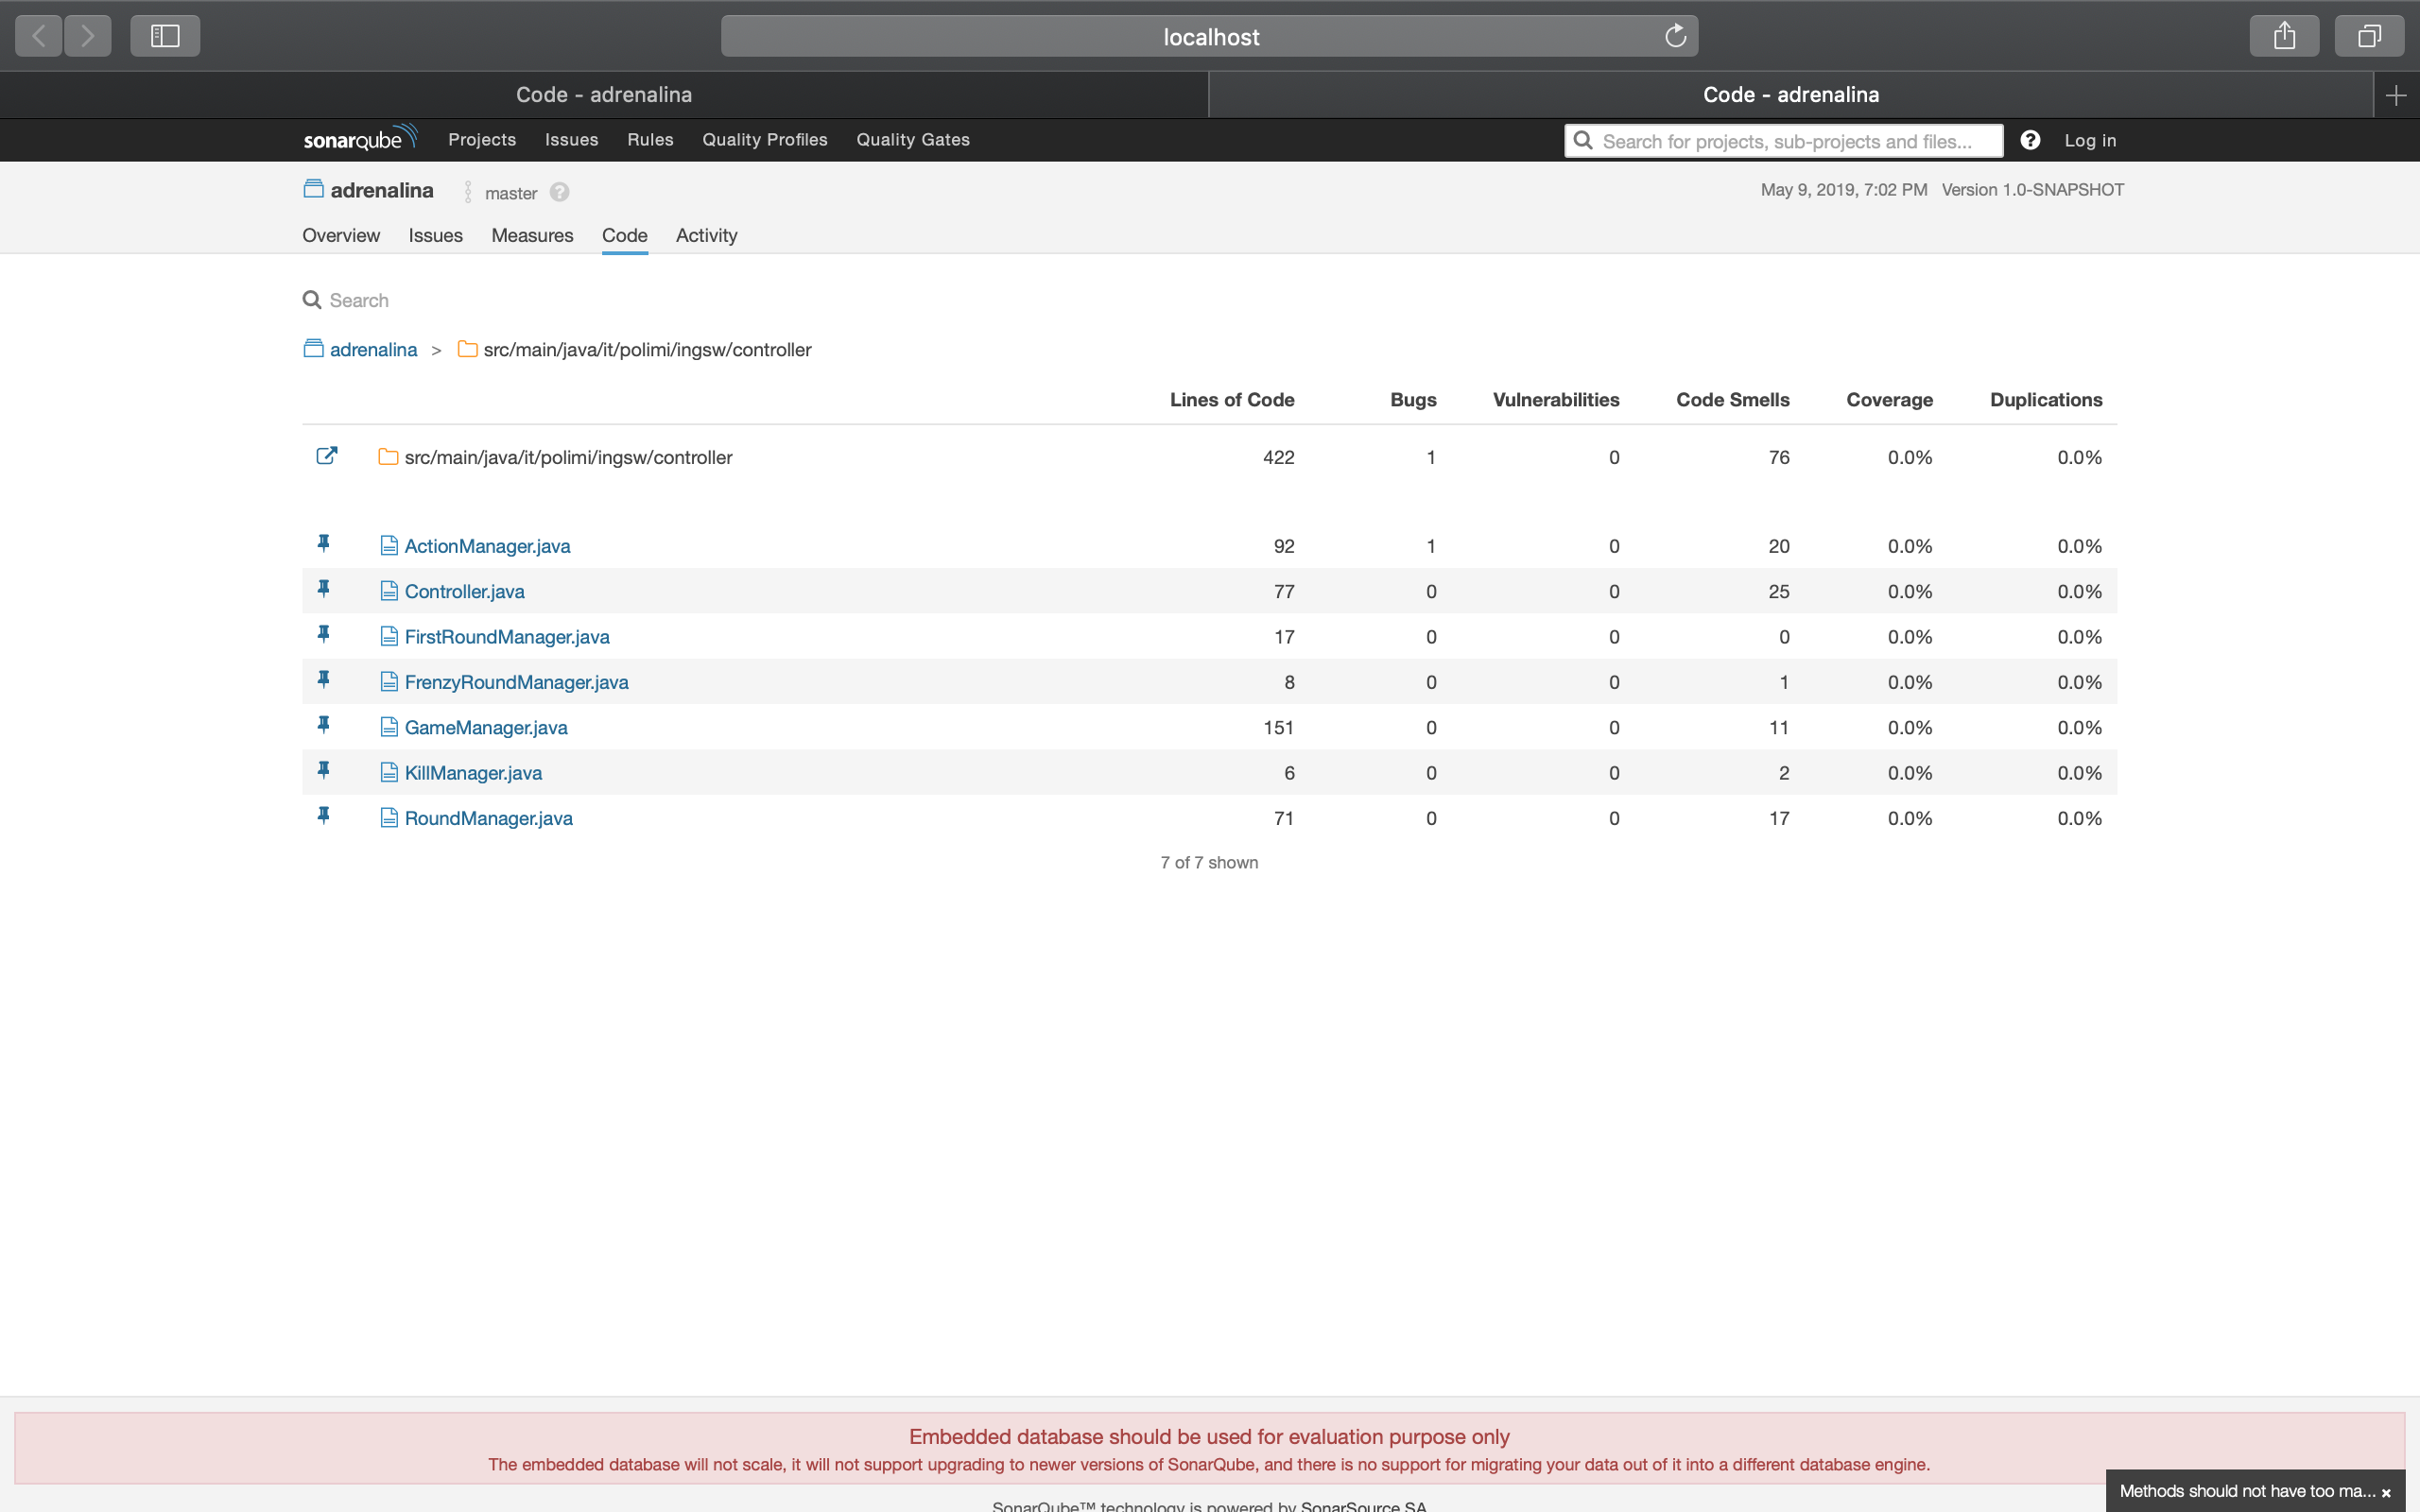 localhost
Code - adrenalina
Code - adrenalina
sonarqube Projects Issues Rules Quality Profiles Quality Gates Search for projects, sub-projects and files... Log in
adrenalina master May 9, 2019, 7:02 PM Version 1.0-SNAPSHOT
Overview Issues Measures Code Activity
Search
adrenalina > src/main/java/it/polimi/ingsw/controller
Lines of Code Bugs Vulnerabilities Code Smells Coverage Duplications
src/main/java/it/polimi/ingsw/controller 422 1 0 76 0.0% 0.0%
ActionManager.java 92 1 0 20 0.0% 0.0%
Controller.java 77 0 0 25 0.0% 0.0%
FirstRoundManager.java 17 0 0 0 0.0% 0.0%
FrenzyRoundManager.java 8 0 0 1 0.0% 0.0%
GameManager.java 151 0 0 11 0.0% 0.0%
KillManager.java 6 0 0 2 0.0% 0.0%
RoundManager.java 71 0 0 17 0.0% 0.0%
7 of 7 shown
Embedded database should be used for evaluation purpose only
The embedded database will not scale, it will not support upgrading to newer versions of SonarQube, and there is no support for migrating your data out of it into a different database engine.
Methods should not have too ma... ×
SonarQube™ technology is powered by SonarSource SA